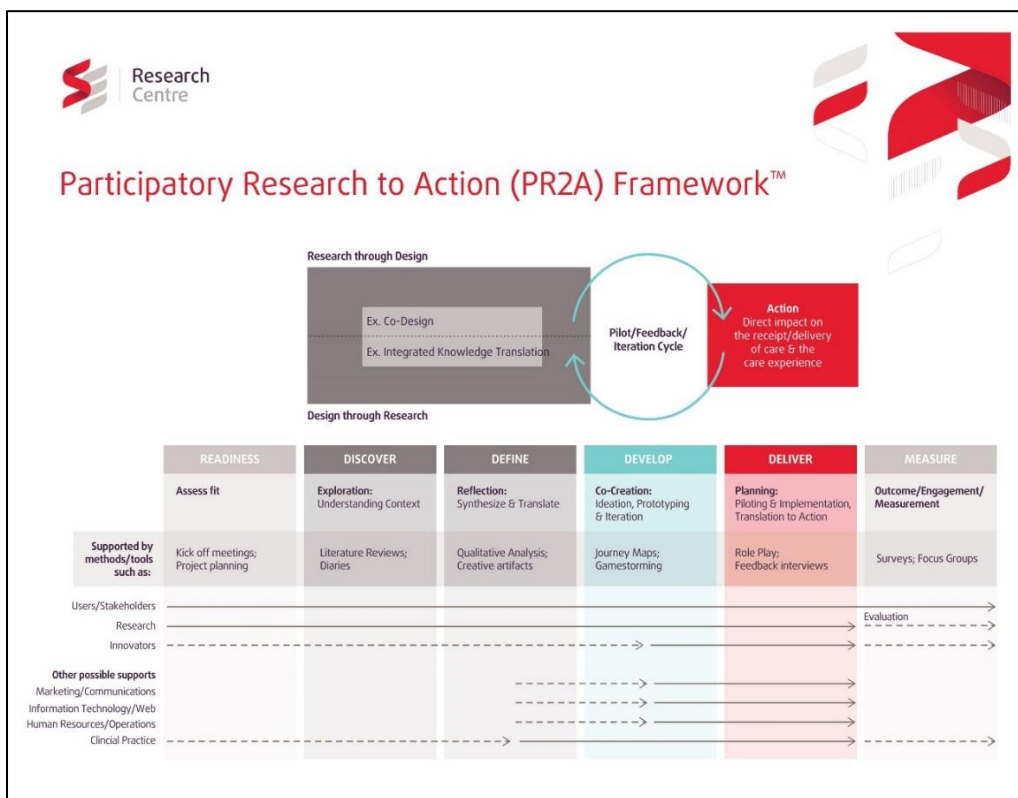 Research
Centre
Participatory Research to Action (PR2A) Framework™
Research through Design
Ex. Co-Design
Ex. Integrated Knowledge Translation
Design through Research
Pilot/Feedback/
Iteration Cycle
Action
Direct impact on
the receipt/delivery
of care & the
care experience
READINESS
DISCOVER
DEFINE
DEVELOP
DELIVER
MEASURE
Assess fit
Exploration:
Understanding Context
Reflection:
Synthesize & Translate
Co-Creation:
Ideation, Prototyping
& Iteration
Planning:
Piloting & Implementation,
Translation to Action
Outcome/Engagement/
Measurement
Supported by
methods/tools
such as:
Kick off meetings;
Project planning
Literature Reviews;
Diaries
Qualitative Analysis;
Creative artifacts
Journey Maps;
Gamestorming
Role Play;
Feedback interviews
Surveys; Focus Groups
Users/Stakeholders
Research
Evaluation
Innovators
Other possible supports
Marketing/Communications
Information Technology/Web
Human Resources/Operations
Clincial Practice